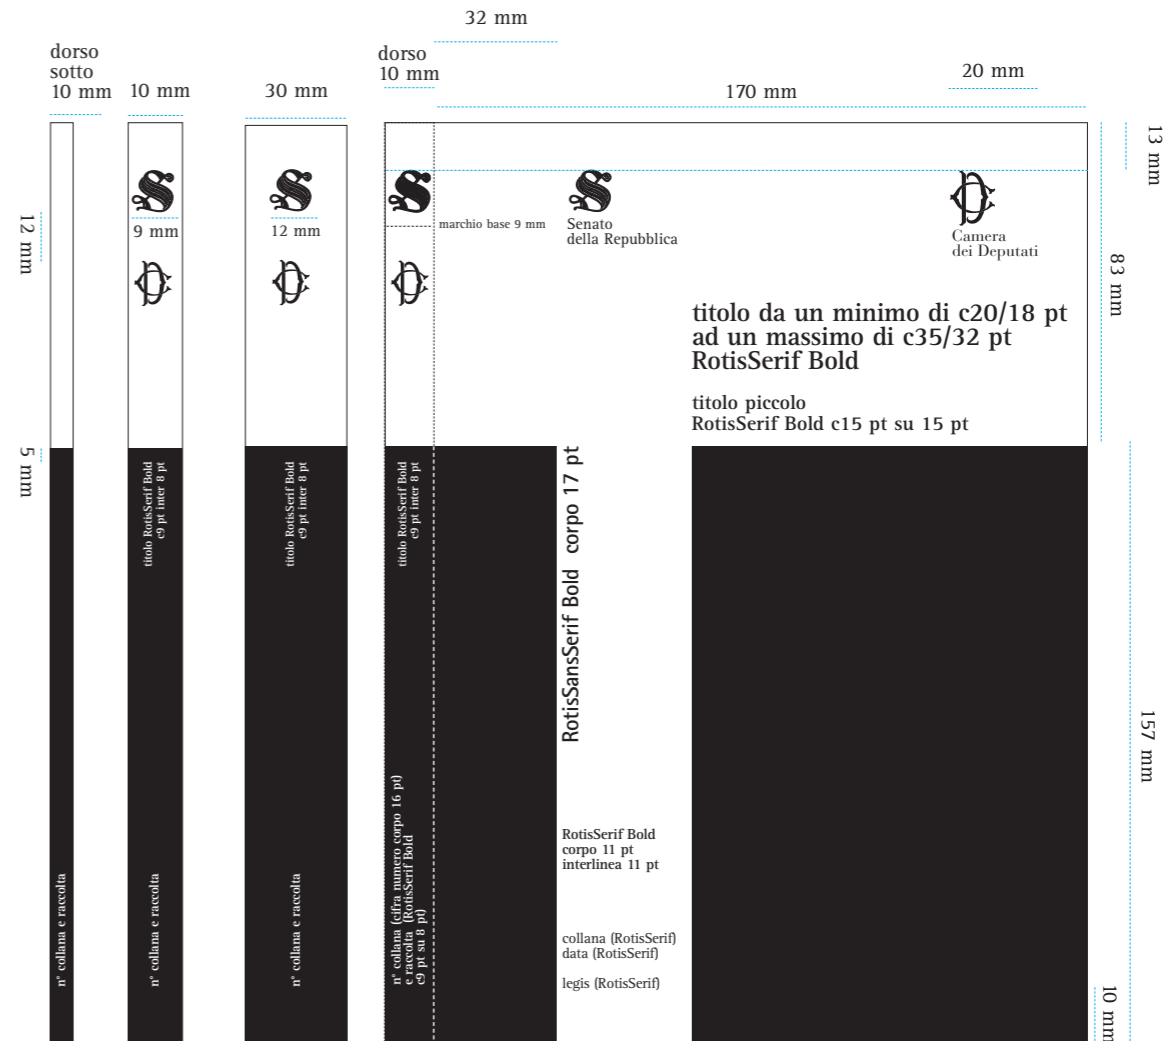 32 mm
dorso
sotto
10 mm
10 mm
30 mm
dorso
10 mm
170 mm
20 mm
13 mm
12 mm
9 mm
12 mm
marchio base 9 mm
Senato
della Repubblica
Camera
dei Deputati
83 mm
titolo da un minimo di c20/18 pt
ad un massimo di c35/32 pt
RotisSerif Bold
titolo piccolo
RotisSerif Bold c15 pt su 15 pt
5 mm
titolo RotisSerif Bold
c9 pt inter 8 pt
titolo RotisSerif Bold
c9 pt inter 8 pt
titolo RotisSerif Bold
c9 pt inter 8 pt
RotisSansSerif Bold corpo 17 pt
157 mm
n° collana e raccolta
n° collana e raccolta
n° collana e raccolta
n° collana (cifra numero corpo 16 pt)
e raccolta (RotisSerif Bold
c9 pt su 8 pt)
RotisSerif Bold
corpo 11 pt
interlinea 11 pt
collana (RotisSerif)
data (RotisSerif)
legis (RotisSerif)
10 mm